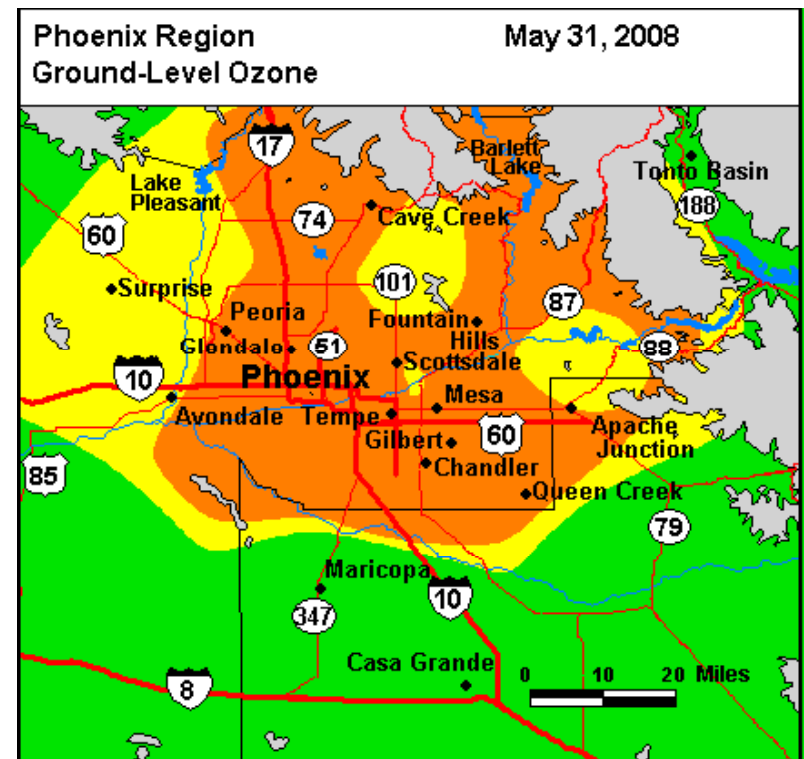 Phoenix Region
May 31, 2008
Ground-Level Ozone
17
Barlett
Lake
Tonto Basin
Lake
Pleasant
188
60
74
Cave Creek
101
Surprise
87
Peoria
Fountain
Hills
Glondalo
51
88
Scottsdale
10
Phoenix
Mesa
Avondale
Tempe
Apache
Junction
Gilbert
60
Chandler
85
Queen Creek
79
Maricopa
10
347
Casa Grande
0 10 20 Miles
8